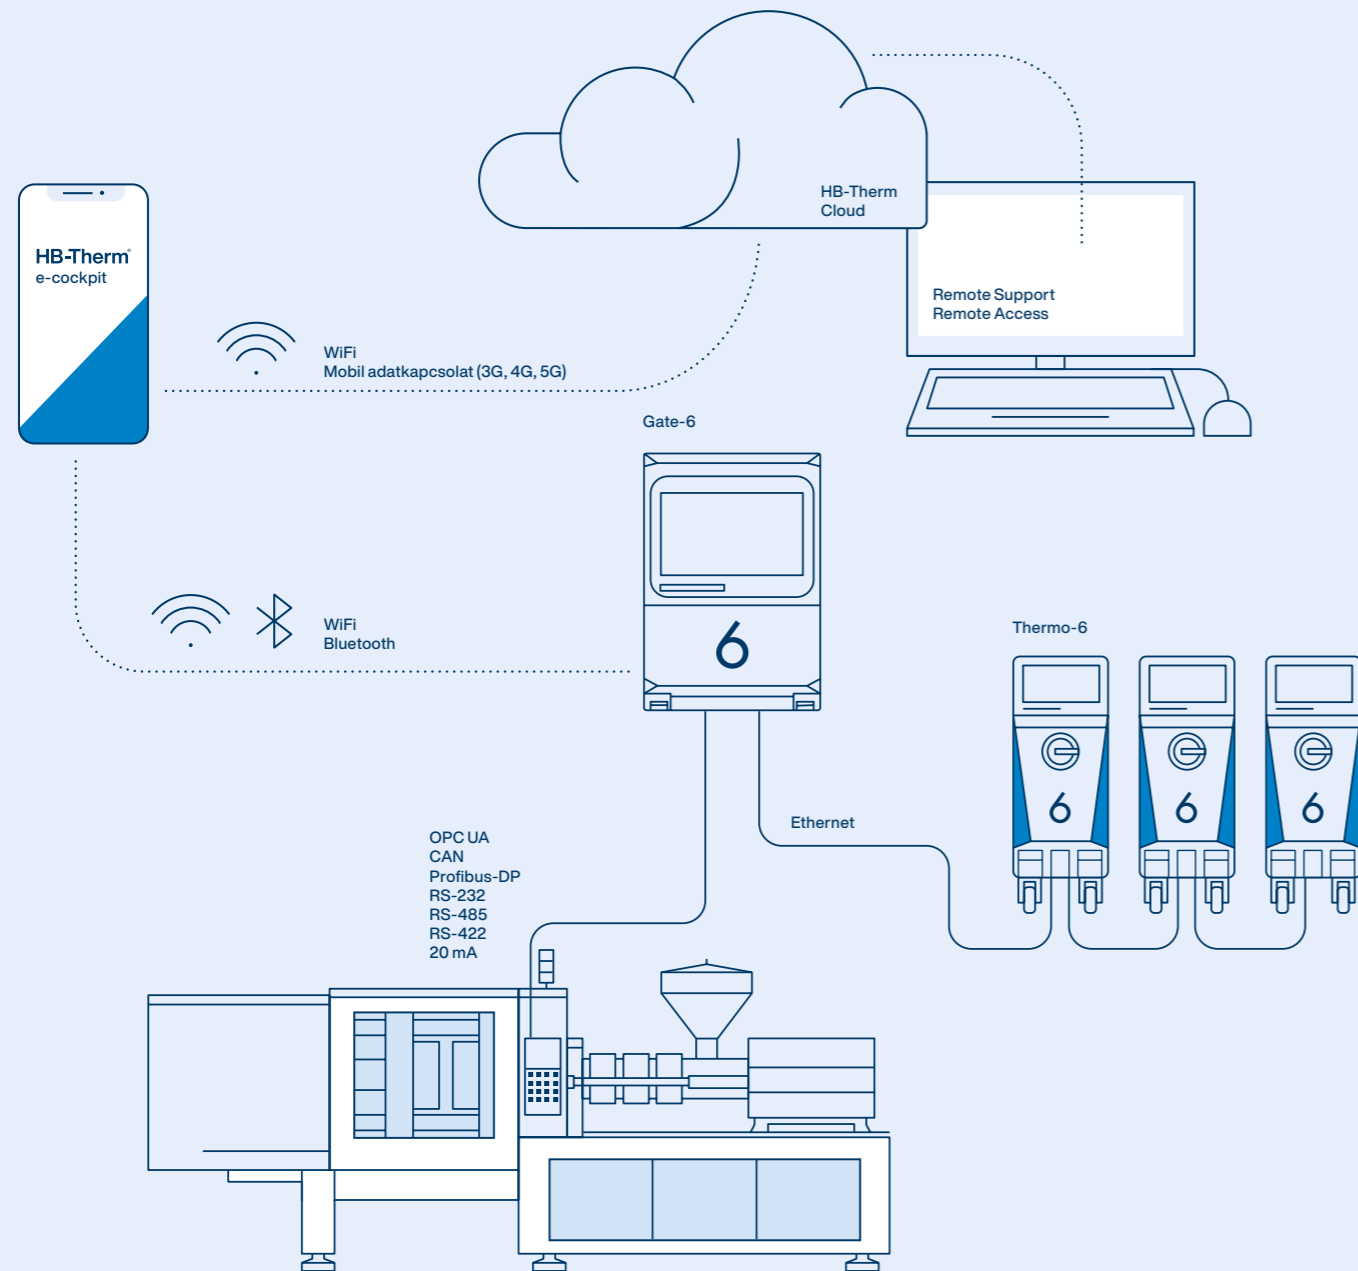 HB-Therm
Cloud
HB-Therm®
e-cockpit
Remote Support
Remote Access
WiFi
Mobil adatkapcsolat (3G, 4G, 5G)
Gate-6
6
WiFi
Bluetooth
Thermo-6
6 6 6
Ethernet
OPC UA
CAN
Profibus-DP
RS-232
RS-485
RS-422
20 mA